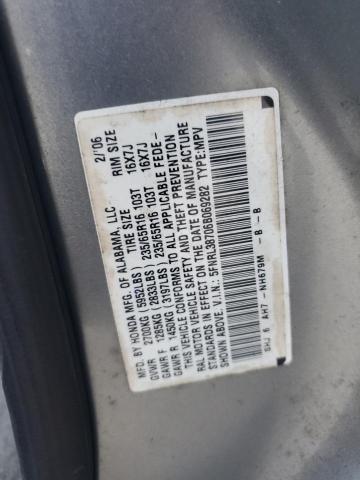 MFD. BY HONDA MFG. OF ALABAMA, LLC 2/'06
TIRE SIZE RIM SIZE
GVWR 2700KG (5952LBS)
GAWR F 1285KG (2833LBS) 235/65R16 103T 16X7J
GAWR R 1450KG (3197LBS) 235/65R16 103T 16X7J
THIS VEHICLE CONFORMS TO ALL APPLICABLE FEDE-
RAL MOTOR VEHICLE SAFETY AND THEFT PREVENTION
STANDARDS IN EFFECT ON THE DATE OF MANUFACTURE
SHOWN ABOVE. V.I.N.: 5FNRL38706B069282 TYPE:MPV
SHJ 6 AH7 -NH679M -B -B